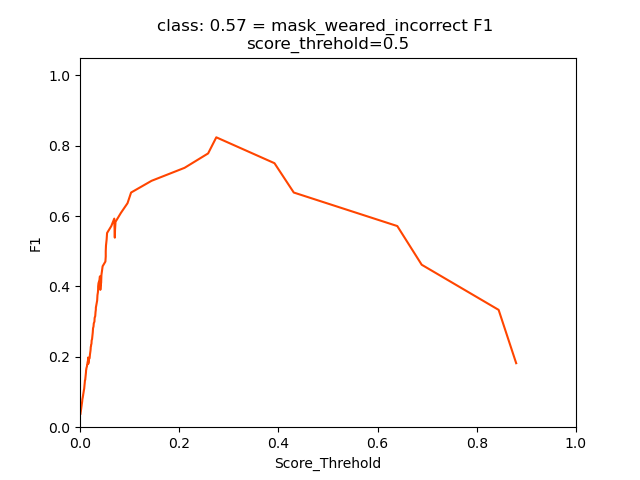 class: 0.57 = mask_weared_incorrect F1
score_threhold=0.5
1.0
0.8
0.6
0.4
0.2
0.0
F1
0.0 0.2 0.4 0.6 0.8 1.0
Score_Threhold